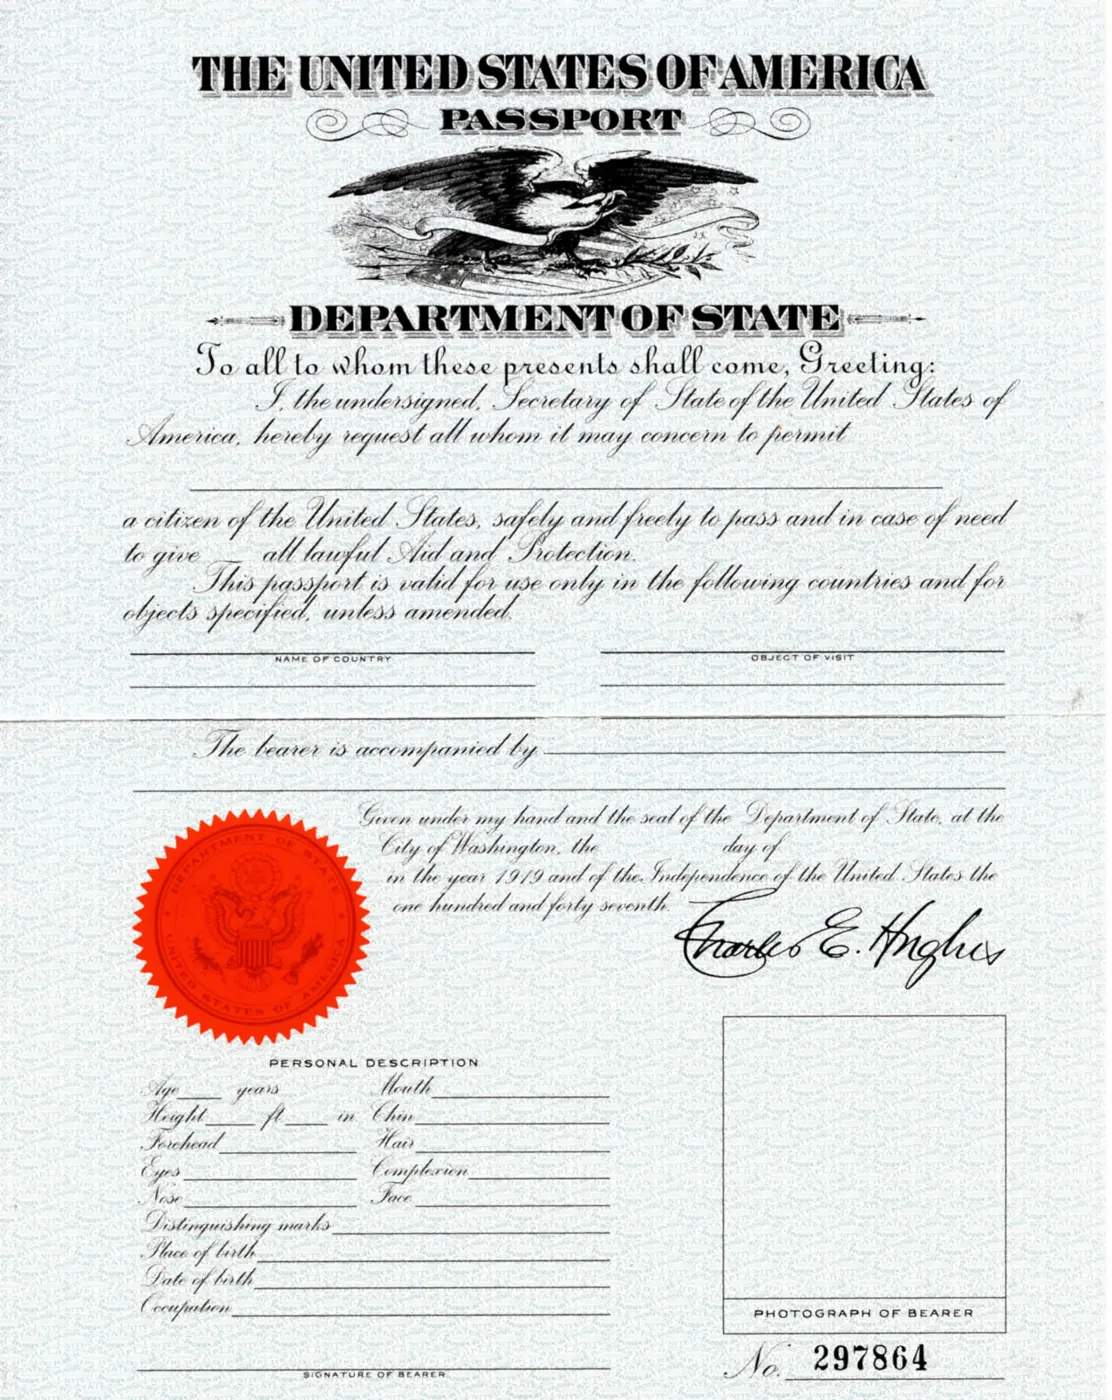 THE UNITED STATES OF AMERICA
PASSPORT
DEPARTMENT OF STATE
To all to whom these presents shall come, Greeting:
I, the undersigned, Secretary of State of the United States of
America, hereby request all whom it may concern to permit
a citizen of the United States, safely and freely to pass and in case of need
to give all lawful Aid and Protection.
This passport is valid for use only in the following countries and for
objects specified, unless amended.
NAME OF COUNTRY OBJECT OF VISIT
The bearer is accompanied by
Given under my hand and the seal of the Department of State, at the
City of Washington, the day of
in the year 1919 and of the Independence of the United States the
one hundred and forty seventh.
Charles E. Hughes
DEPARTMENT OF STATE
UNITED STATES OF AMERICA
PERSONAL DESCRIPTION
Age years Mouth
Height ft. in. Chin
Forehead Hair
Eyes Complexion
Nose Face
Distinguishing marks
Place of birth
Date of birth
Occupation
SIGNATURE OF BEARER
PHOTOGRAPH OF BEARER
No. 297864